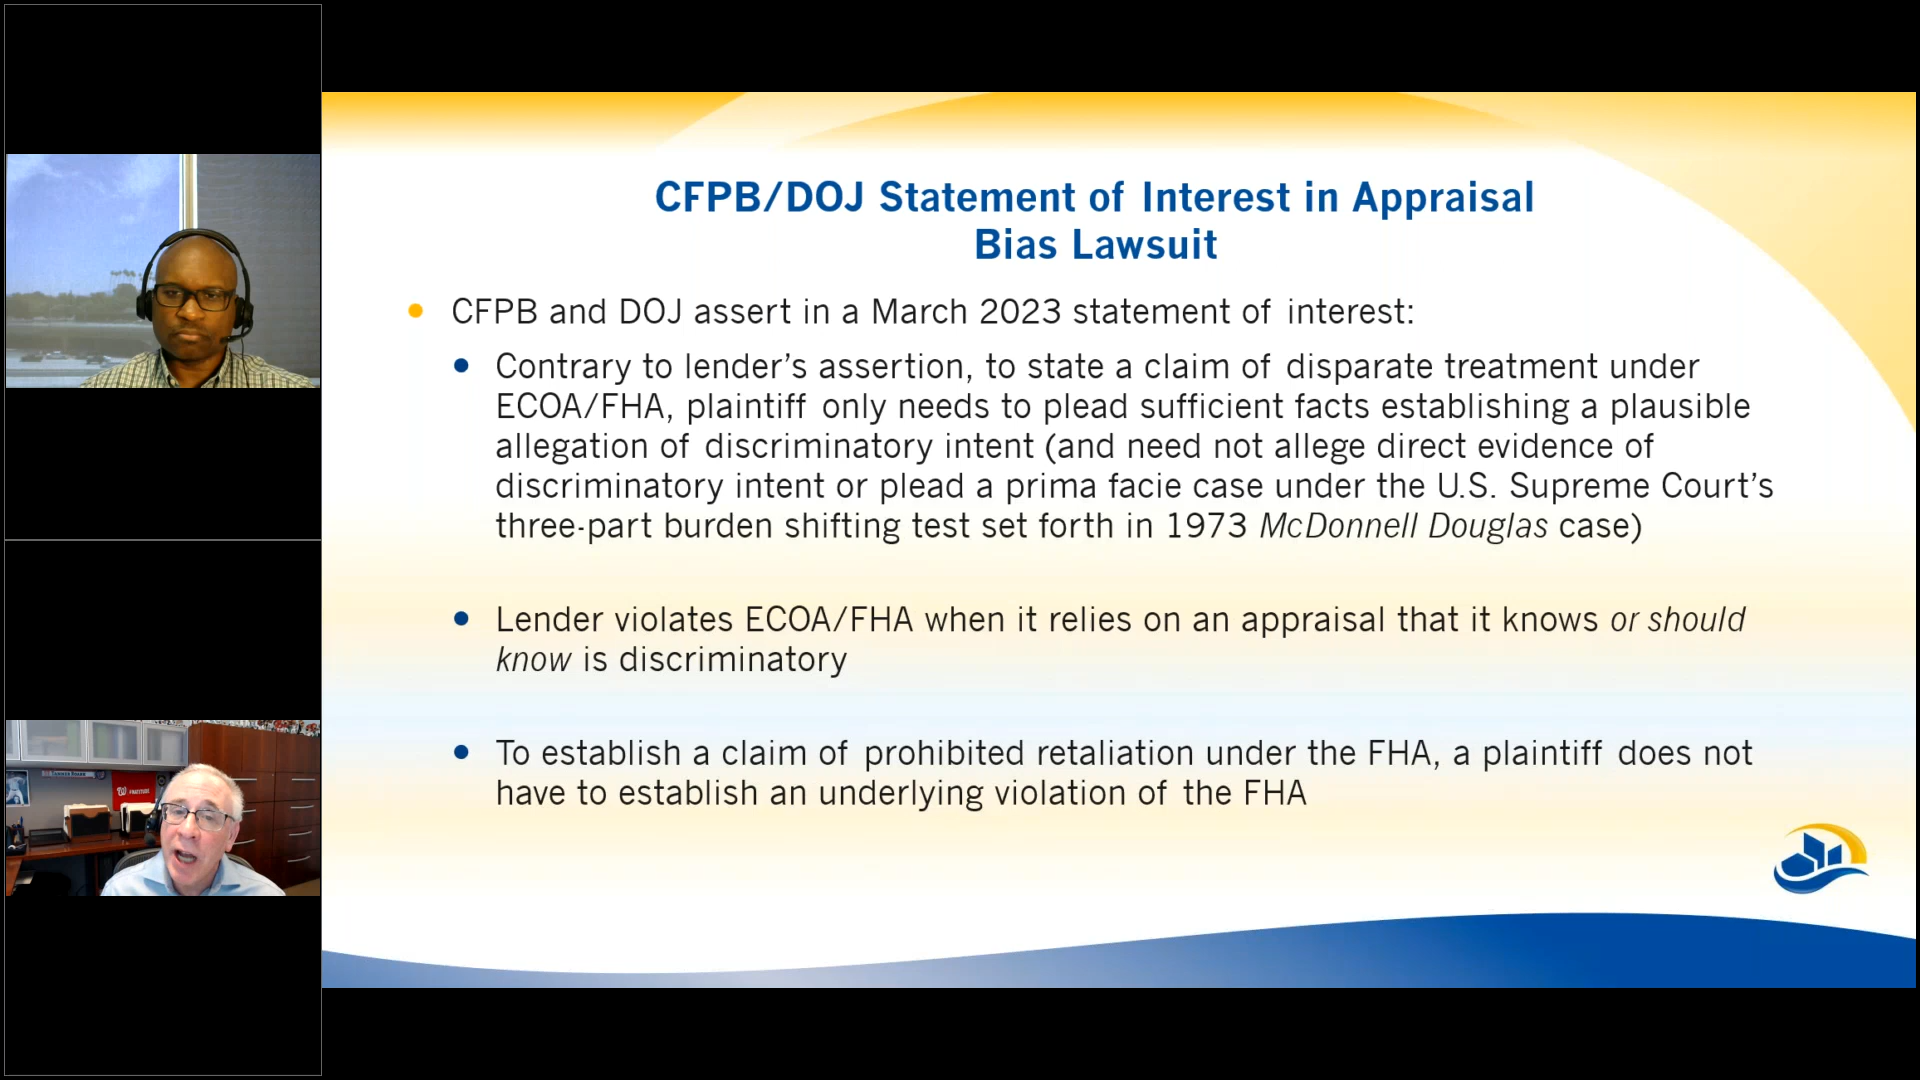 CFPB/DOJ Statement of Interest in Appraisal
Bias Lawsuit
CFPB and DOJ assert in a March 2023 statement of interest:
Contrary to lender’s assertion, to state a claim of disparate treatment under
ECOA/FHA, plaintiff only needs to plead sufficient facts establishing a plausible
allegation of discriminatory intent (and need not allege direct evidence of
discriminatory intent or plead a prima facie case under the U.S. Supreme Court’s
three-part burden shifting test set forth in 1973 McDonnell Douglas case)
Lender violates ECOA/FHA when it relies on an appraisal that it knows or should
know is discriminatory
To establish a claim of prohibited retaliation under the FHA, a plaintiff does not
have to establish an underlying violation of the FHA